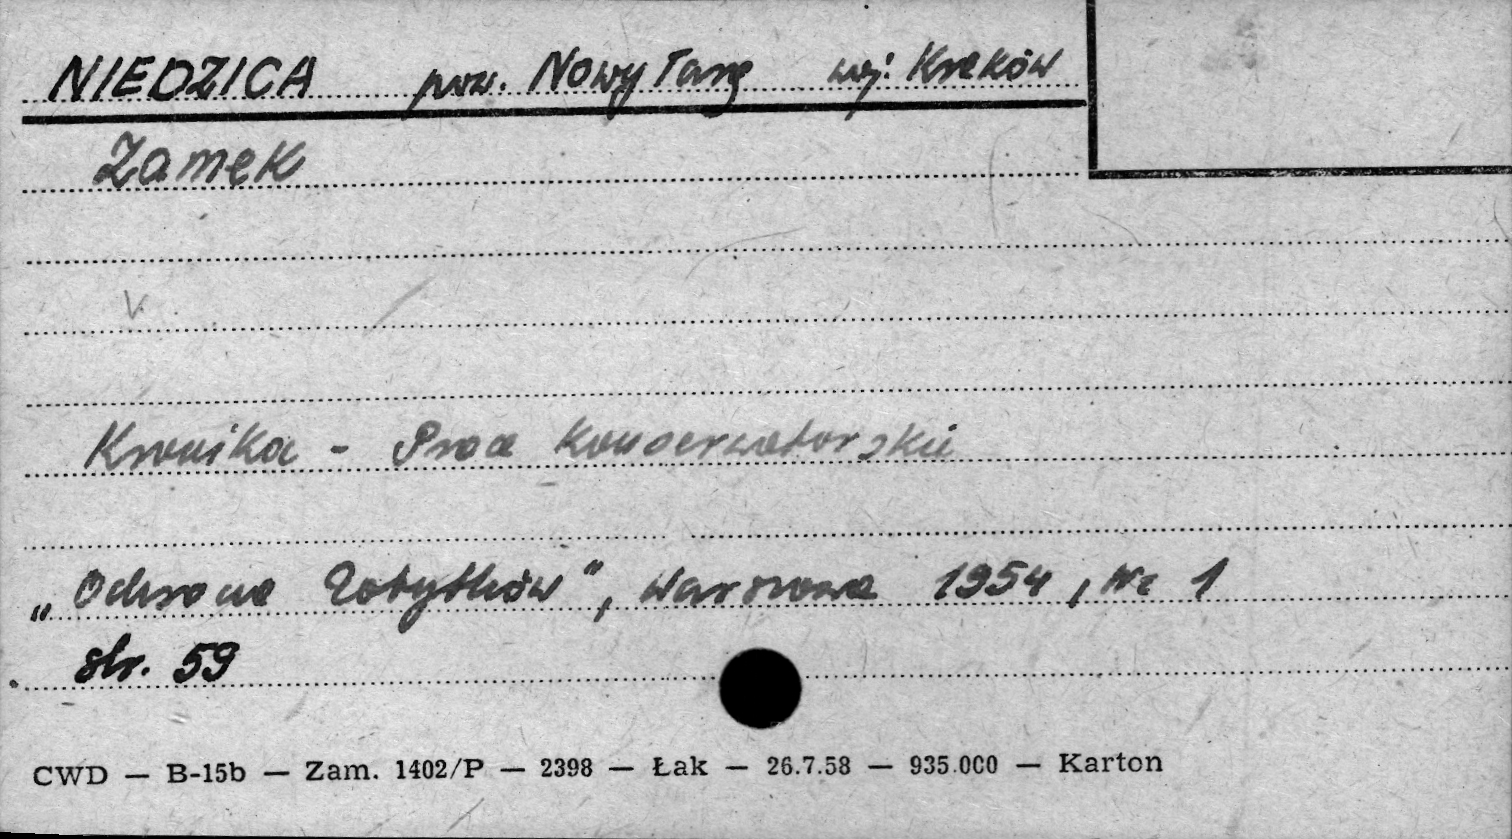 NIEDZICA pow. Nowy Targ woj. Kraków
Zamek
V.
Kronika - Prace Konserwatorskie
„Ochrona Zabytków", Warszawa 1954, Nr 1
str. 59
CWD — B-15b — Zam. 1402/P — 2398 — Łak — 26.7.58 — 935.000 — Karton